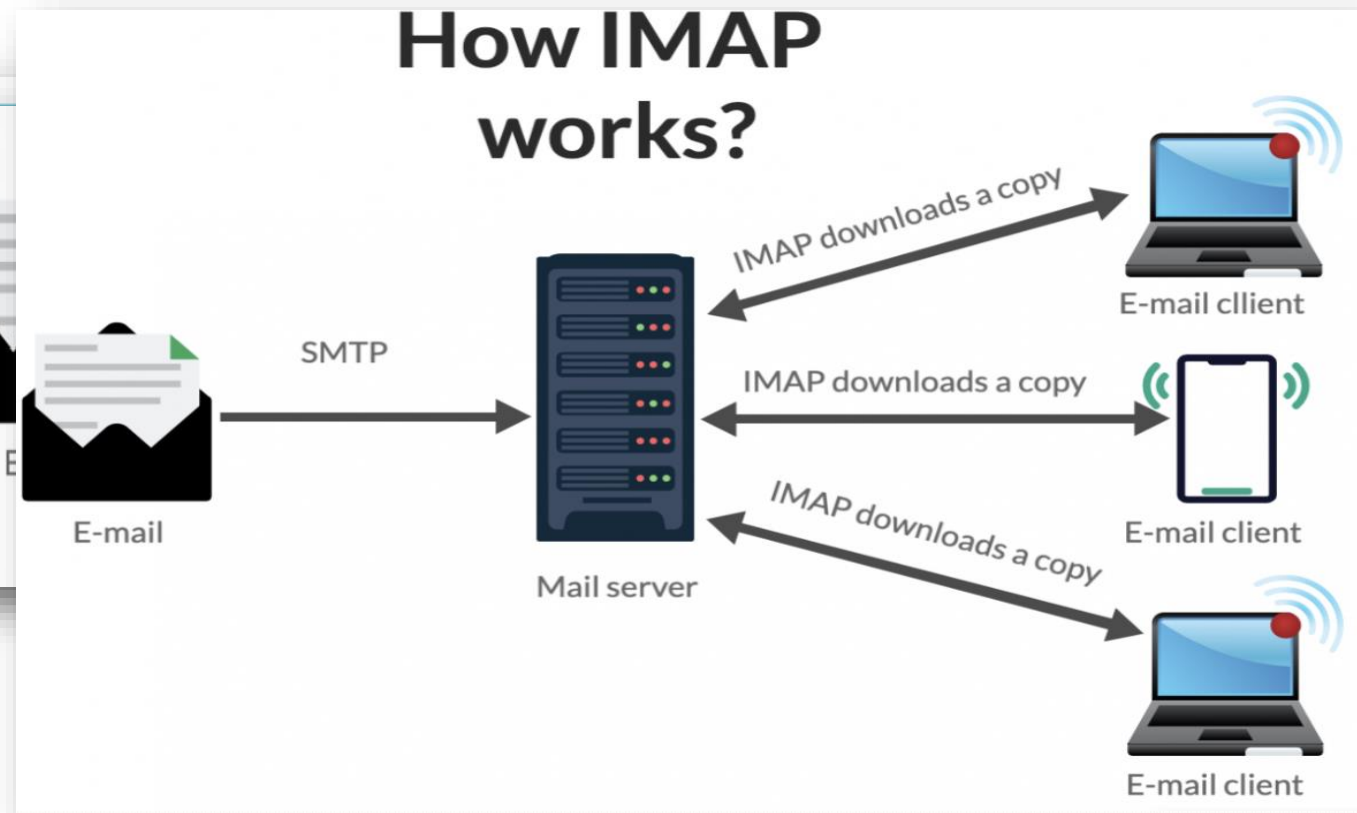 How IMAP
works?
IMAP downloads a copy
E-mail cllient
SMTP
IMAP downloads a copy
E-mail client
E-mail
IMAP downloads a copy
Mail server
E-mail client